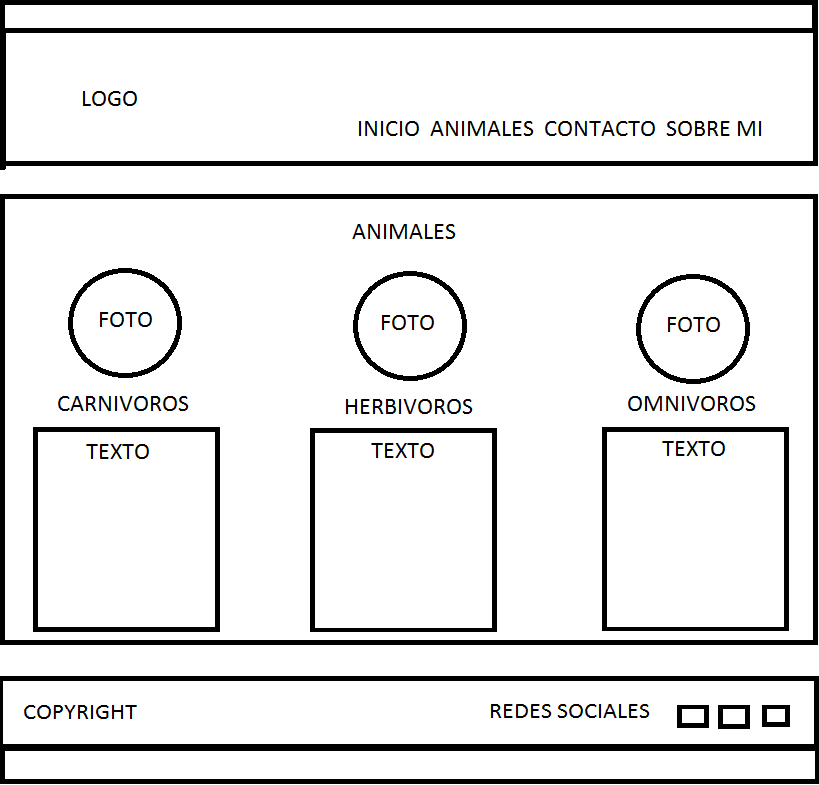 LOGO
INICIO ANIMALES CONTACTO SOBRE MI
ANIMALES
FOTO FOTO FOTO
CARNIVOROS HERBIVOROS OMNIVOROS
TEXTO TEXTO TEXTO
COPYRIGHT REDES SOCIALES